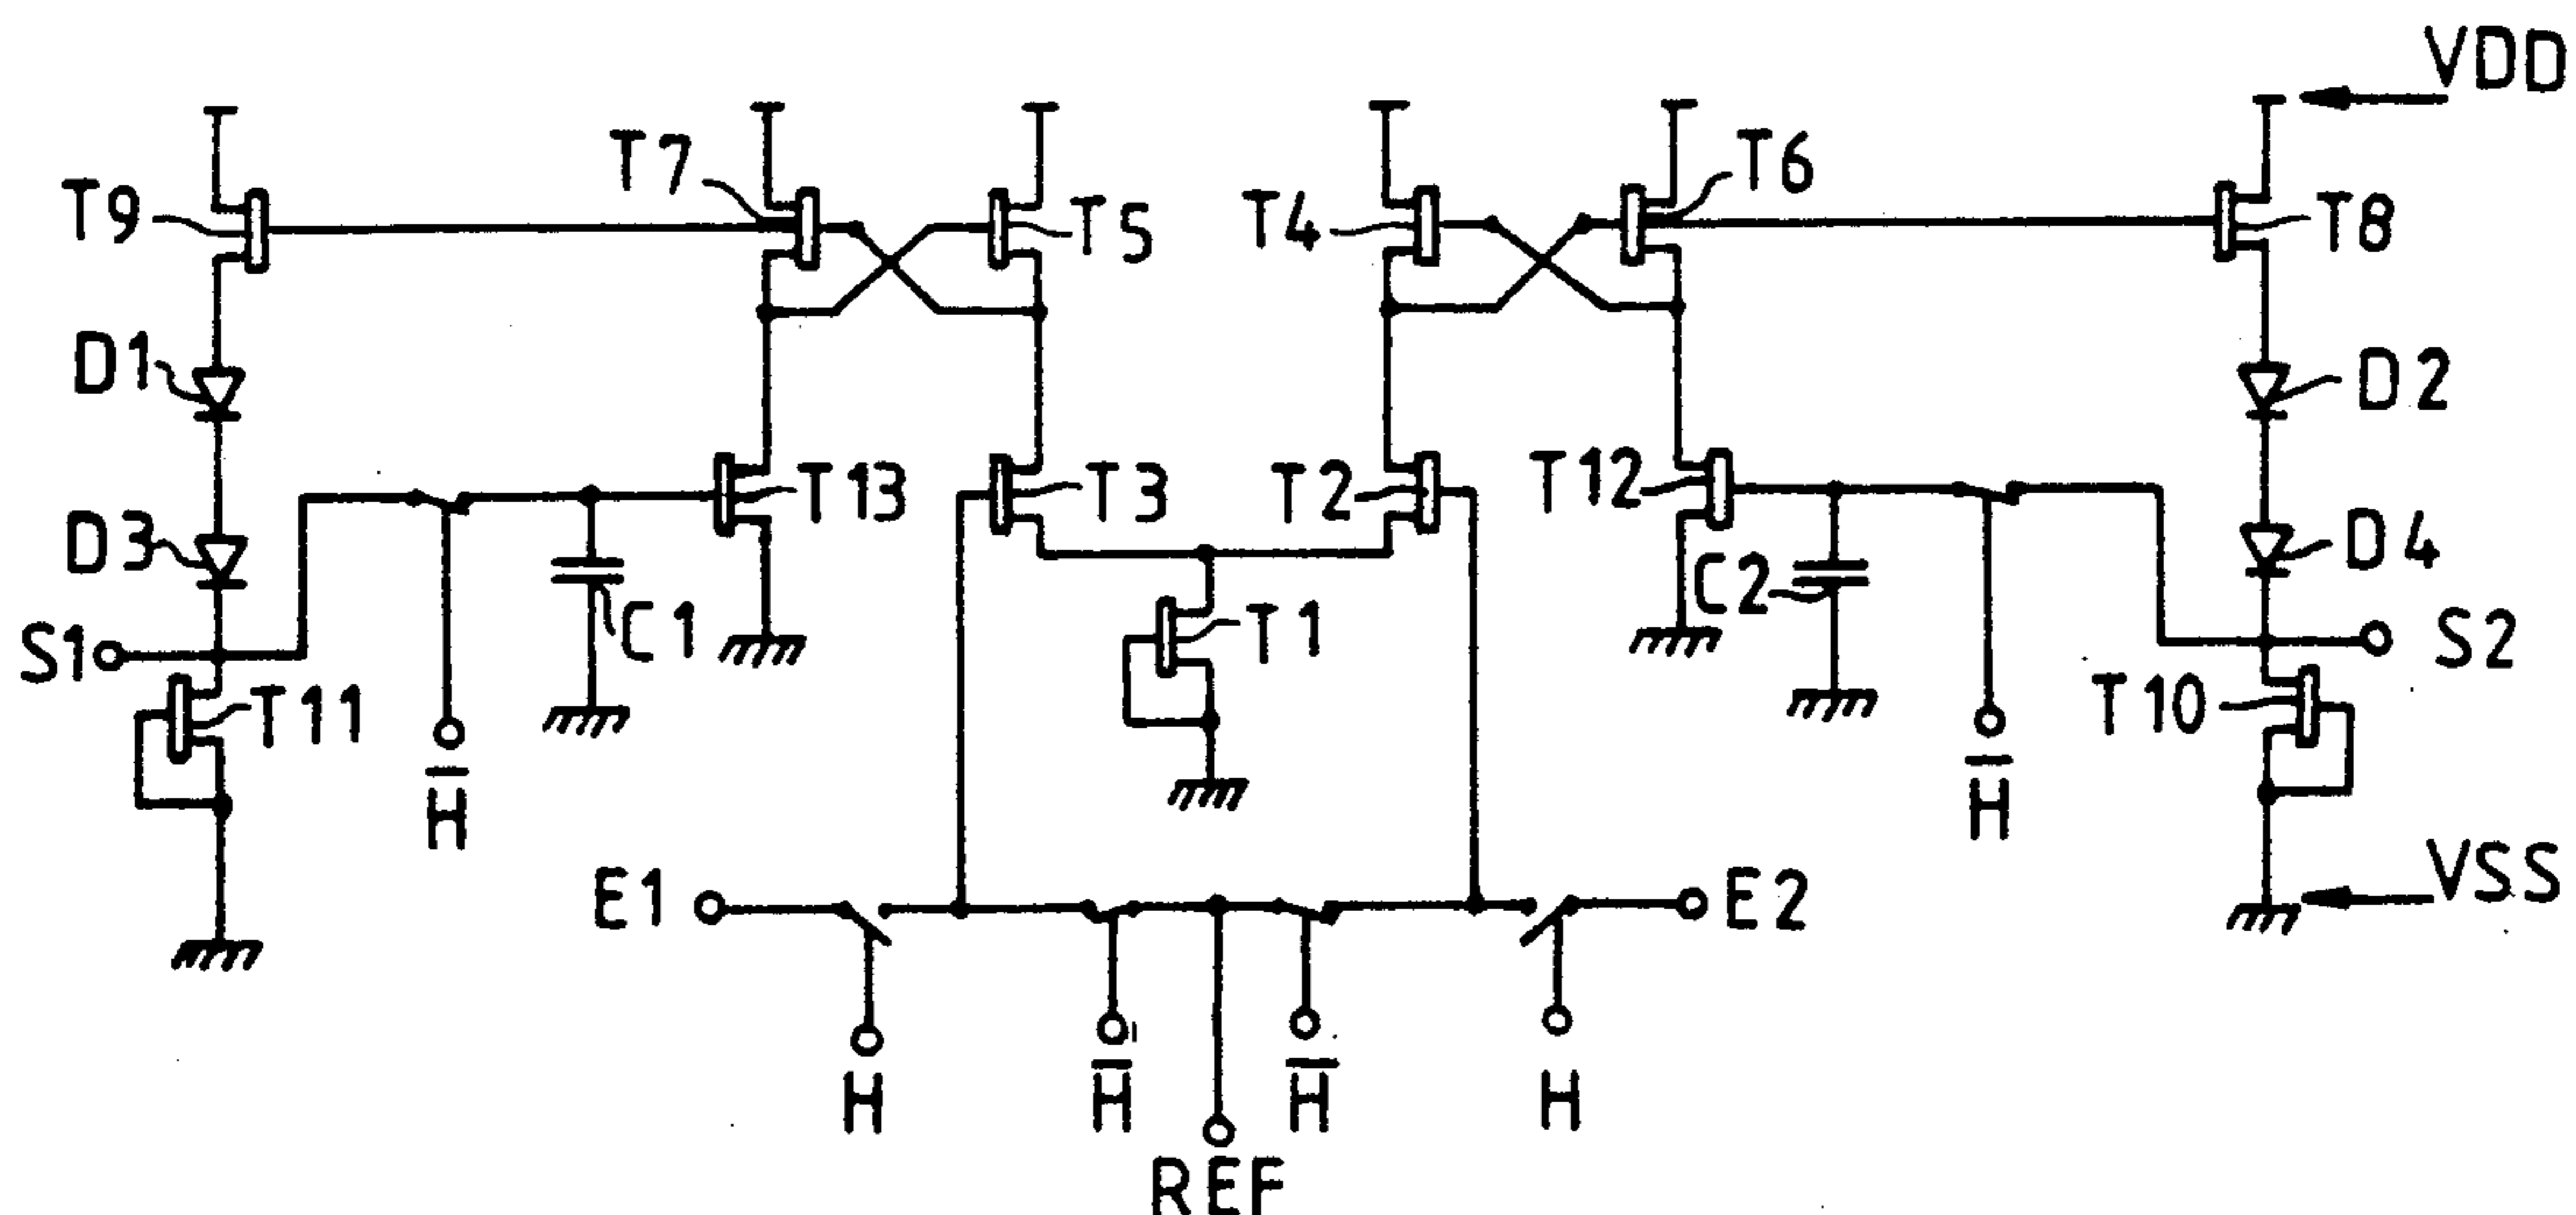 VDD
T9
T7
T5
T4
T6
T8
D1
D2
T13
T3
T2
T12
D3
D4
C1
C2
S1
T1
S2
T11
T10
H̅
H̅
E1
E2
VSS
H
H̅
H̅
H
REF